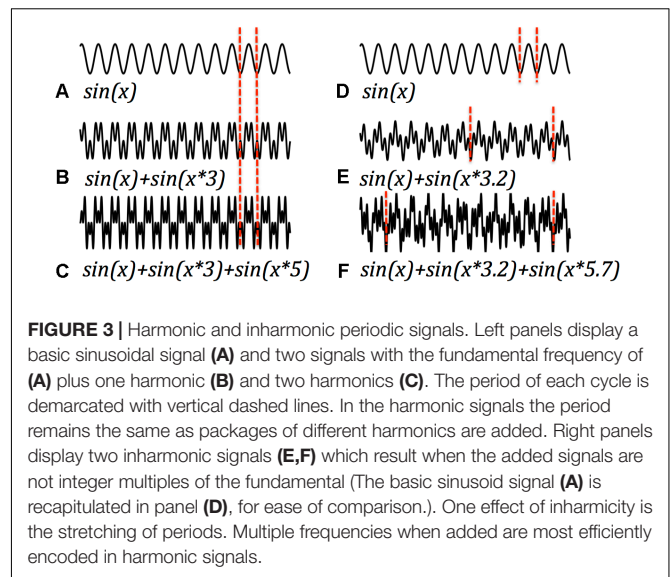 A sin(x)
B sin(x)+sin(x*3)
C sin(x)+sin(x*3)+sin(x*5)
D sin(x)
E sin(x)+sin(x*3.2)
F sin(x)+sin(x*3.2)+sin(x*5.7)
FIGURE 3 | Harmonic and inharmonic periodic signals. Left panels display a
basic sinusoidal signal (A) and two signals with the fundamental frequency of
(A) plus one harmonic (B) and two harmonics (C). The period of each cycle is
demarcated with vertical dashed lines. In the harmonic signals the period
remains the same as packages of different harmonics are added. Right panels
display two inharmonic signals (E,F) which result when the added signals are
not integer multiples of the fundamental (The basic sinusoid signal (A) is
recapitulated in panel (D), for ease of comparison.). One effect of inharmicity is
the stretching of periods. Multiple frequencies when added are most efficiently
encoded in harmonic signals.